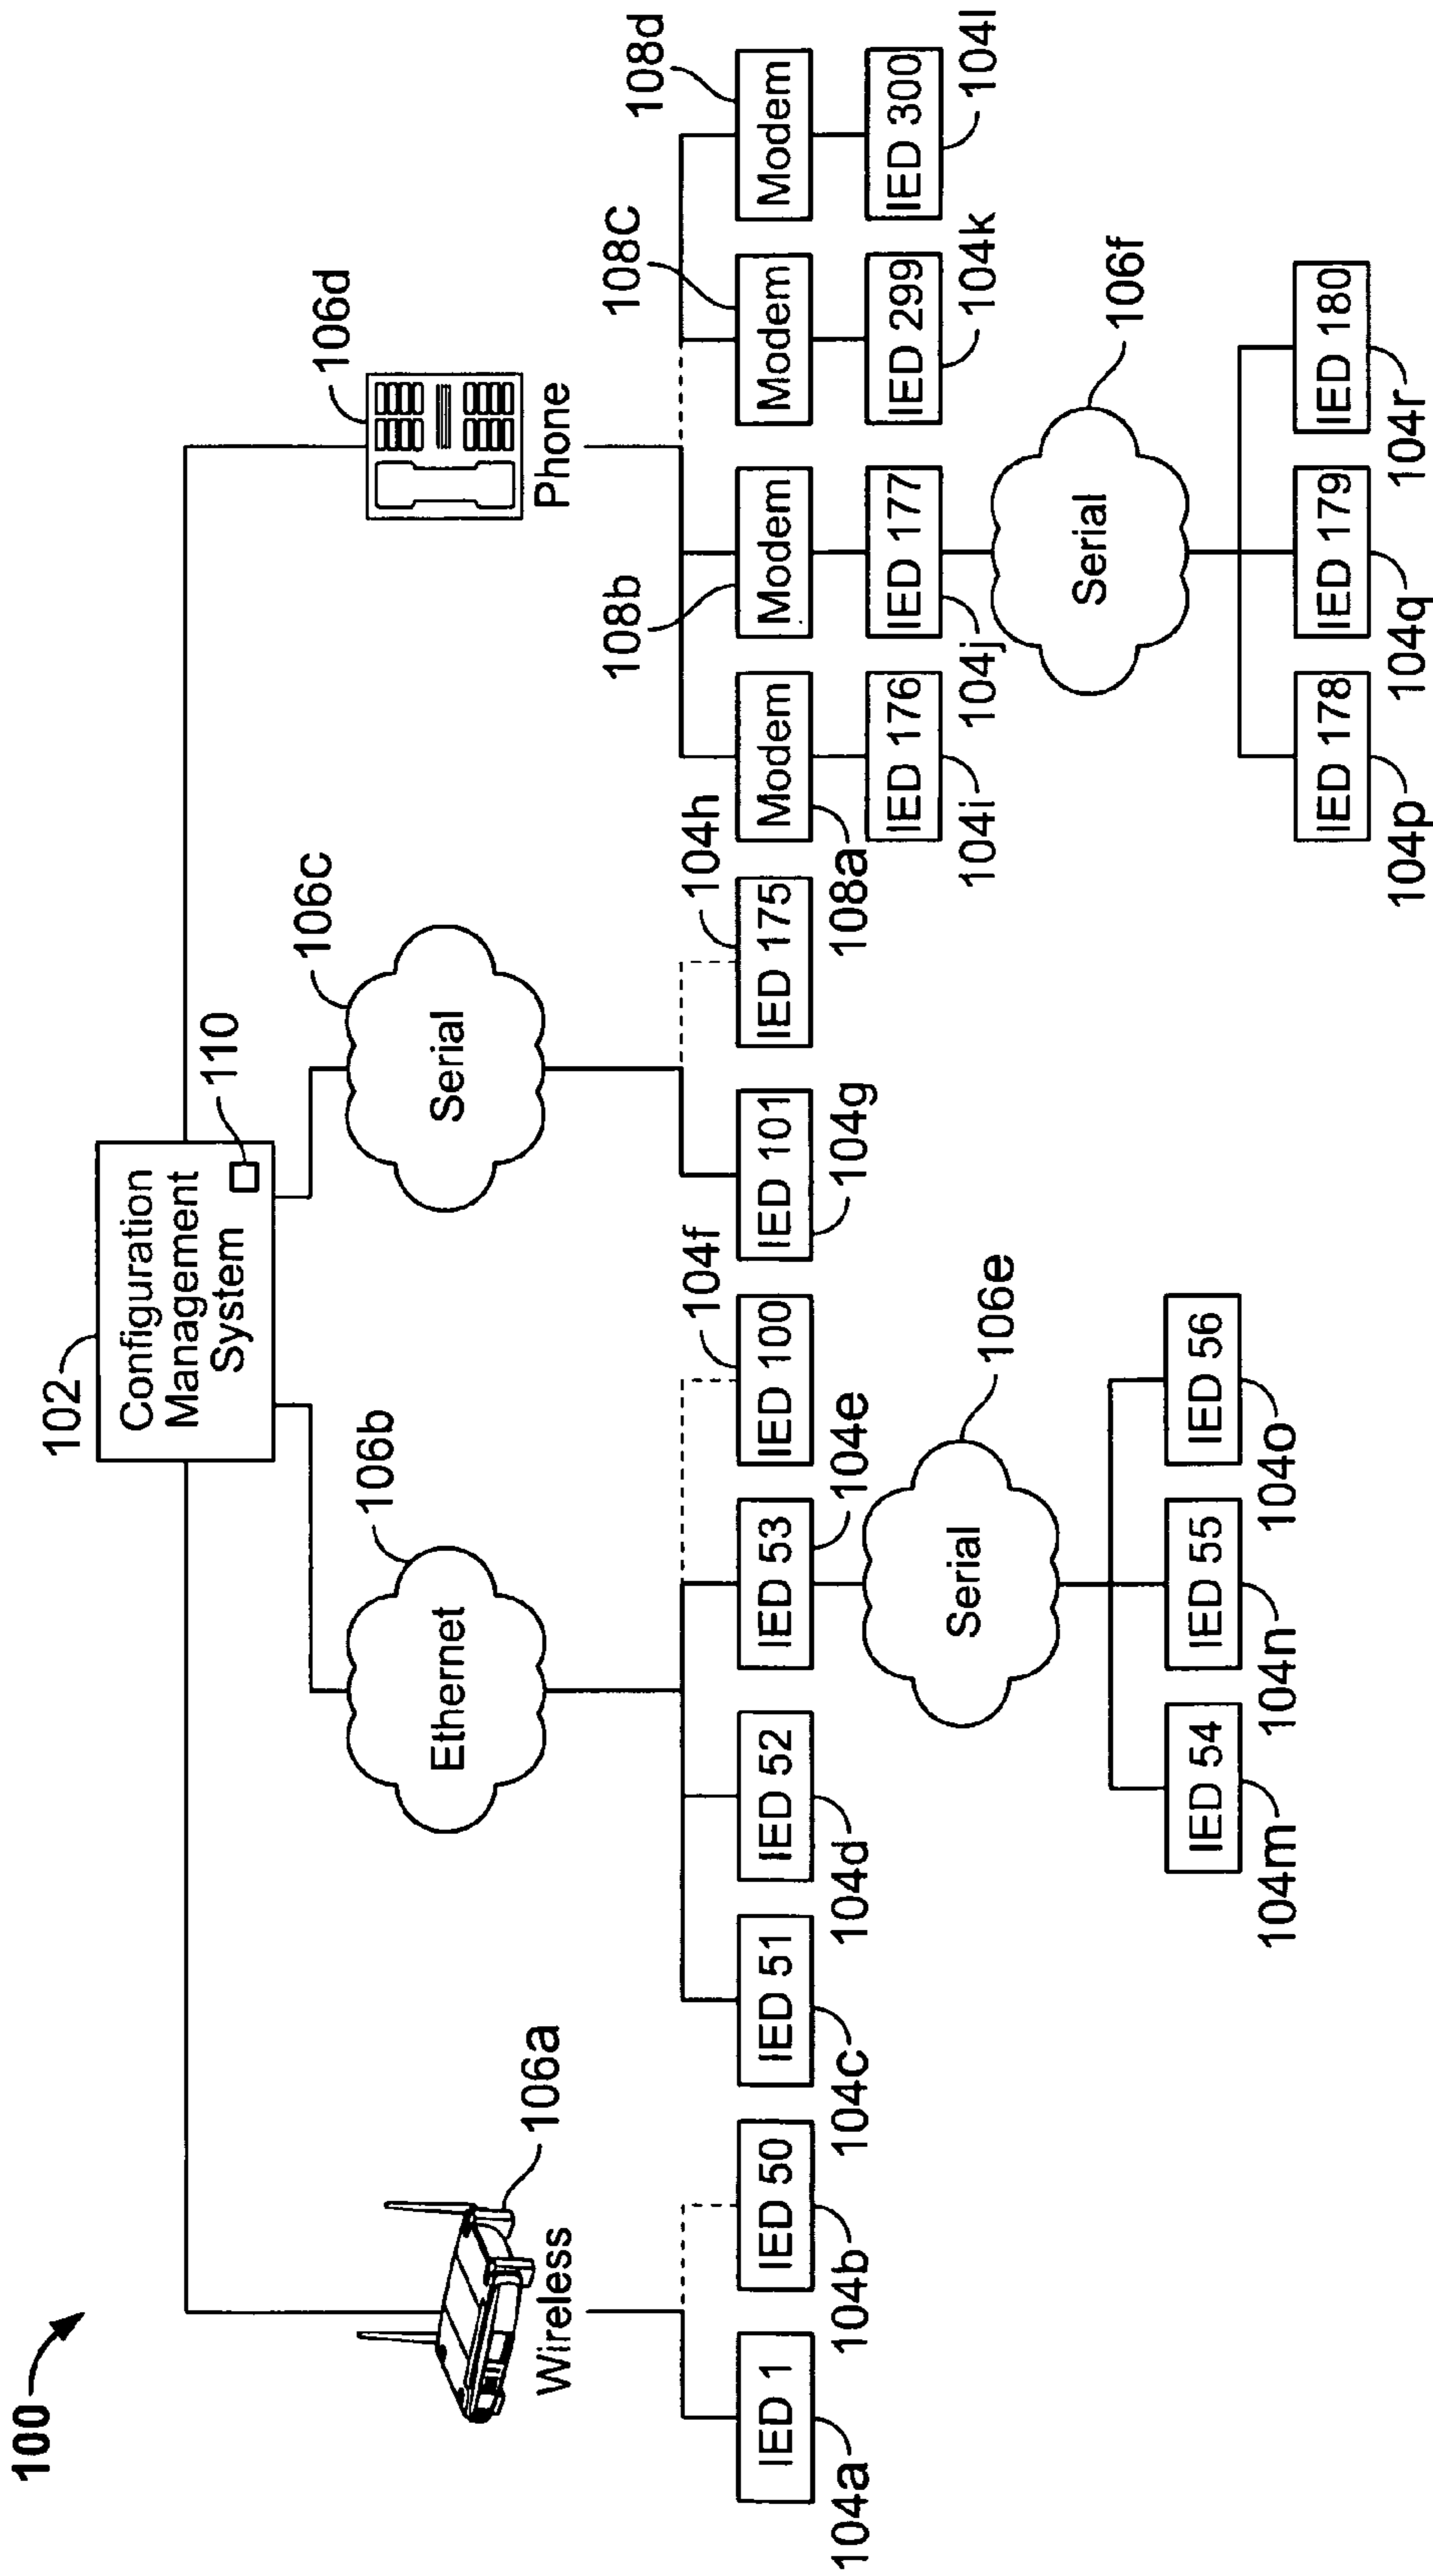 100
102
Configuration
Management
System
110
106a
Wireless
106b
Ethernet
106c
Serial
106d
Phone
IED 1
104a
IED 50
104b
IED 51
104c
IED 52
104d
IED 53
104e
IED 100
104f
IED 101
104g
IED 175
104h
Modem
108a
Modem
108b
Modem
108C
Modem
108d
IED 176
104i
IED 177
104j
IED 299
104k
IED 300
104l
Serial
106e
Serial
106f
IED 54
104m
IED 55
104n
IED 56
104o
IED 178
104p
IED 179
104q
IED 180
104r